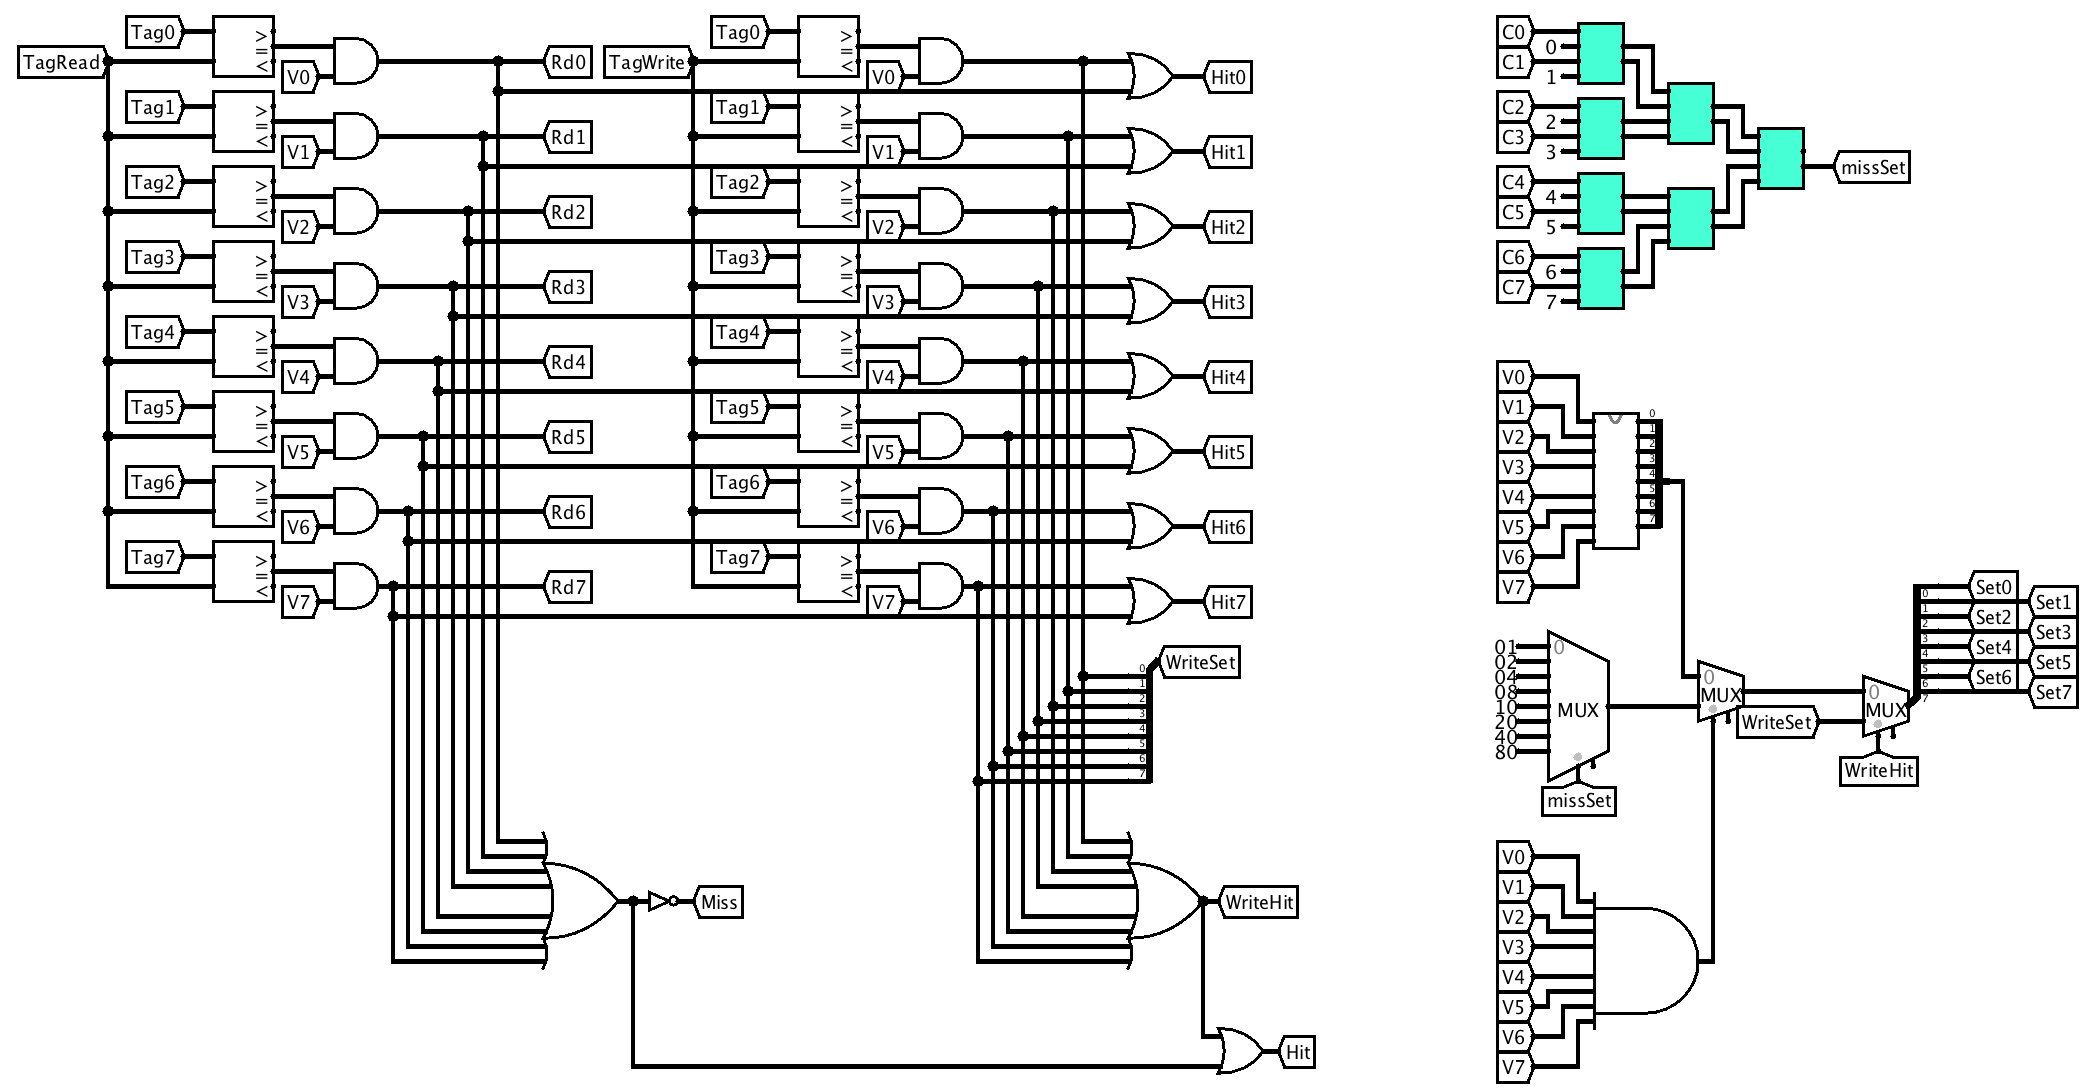 Tag0
TagRead
V0
Rd0
Tag1
V1
Rd1
Tag2
V2
Rd2
Tag3
V3
Rd3
Tag4
V4
Rd4
Tag5
V5
Rd5
Tag6
V6
Rd6
Tag7
V7
Rd7
Miss
Tag0
TagWrite
V0
Hit0
Tag1
V1
Hit1
Tag2
V2
Hit2
Tag3
V3
Hit3
Tag4
V4
Hit4
Tag5
V5
Hit5
Tag6
V6
Hit6
Tag7
V7
Hit7
WriteSet
WriteHit
Hit
C0
0
C1
1
C2
2
C3
3
C4
4
C5
5
C6
6
C7
7
missSet
V0
V1
V2
V3
V4
V5
V6
V7
01
02
04
08
10
20
40
80
0
MUX
missSet
0
MUX
WriteSet
0
MUX
WriteHit
Set0
Set1
Set2
Set3
Set4
Set5
Set6
Set7
V0
V1
V2
V3
V4
V5
V6
V7